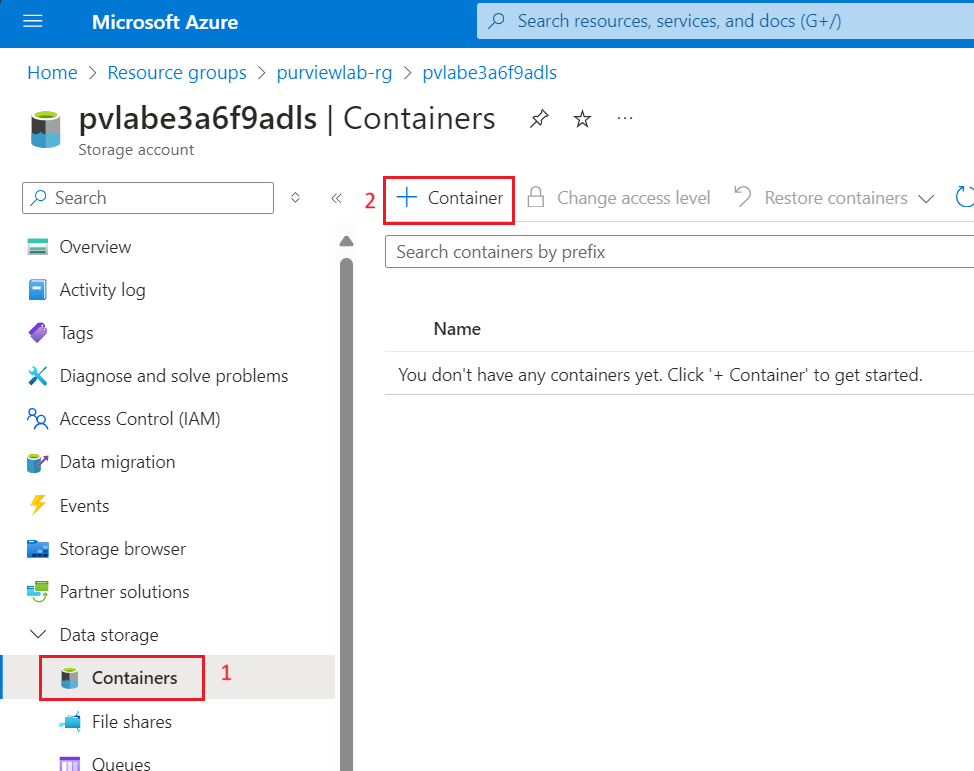 Microsoft Azure
Search resources, services, and docs (G+/)
Home > Resource groups > purviewlab-rg > pvlabe3a6f9adls
pvlabe3a6f9adls | Containers
Storage account
Search
2
+ Container
Change access level
Restore containers
Search containers by prefix
Name
You don't have any containers yet. Click '+ Container' to get started.
Overview
Activity log
Tags
Diagnose and solve problems
Access Control (IAM)
Data migration
Events
Storage browser
Partner solutions
Data storage
Containers
1
File shares
Queues